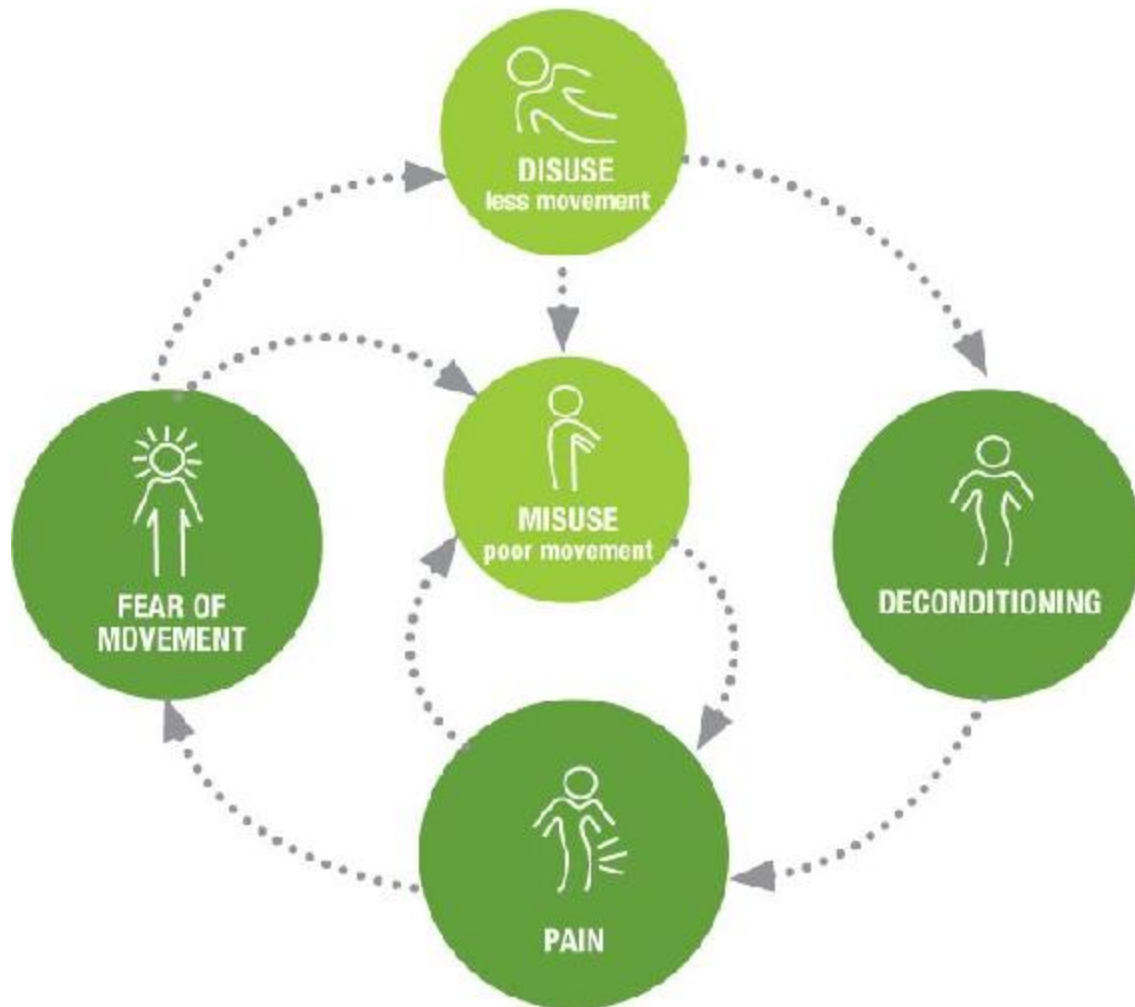 DISUSE
less movement
MISUSE
poor movement
FEAR OF
MOVEMENT
DECONDITIONING
PAIN